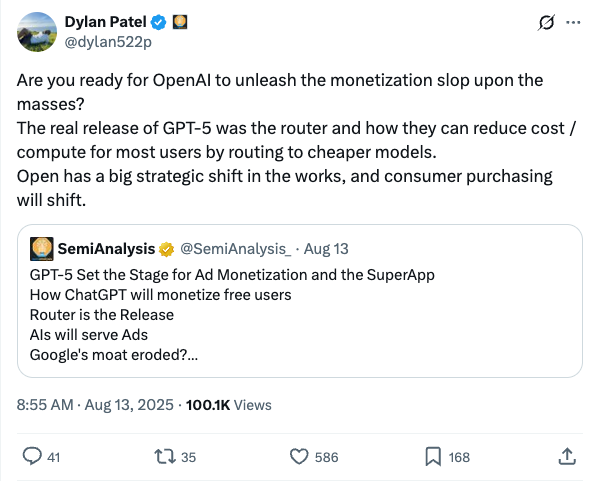 Dylan Patel
@dylan522p
Are you ready for OpenAI to unleash the monetization slop upon the
masses?
The real release of GPT-5 was the router and how they can reduce cost /
compute for most users by routing to cheaper models.
Open has a big strategic shift in the works, and consumer purchasing
will shift.
SemiAnalysis @SemiAnalysis_ · Aug 13
GPT-5 Set the Stage for Ad Monetization and the SuperApp
How ChatGPT will monetize free users
Router is the Release
AIs will serve Ads
Google's moat eroded?...
8:55 AM · Aug 13, 2025 · 100.1K Views
41 35 586 168